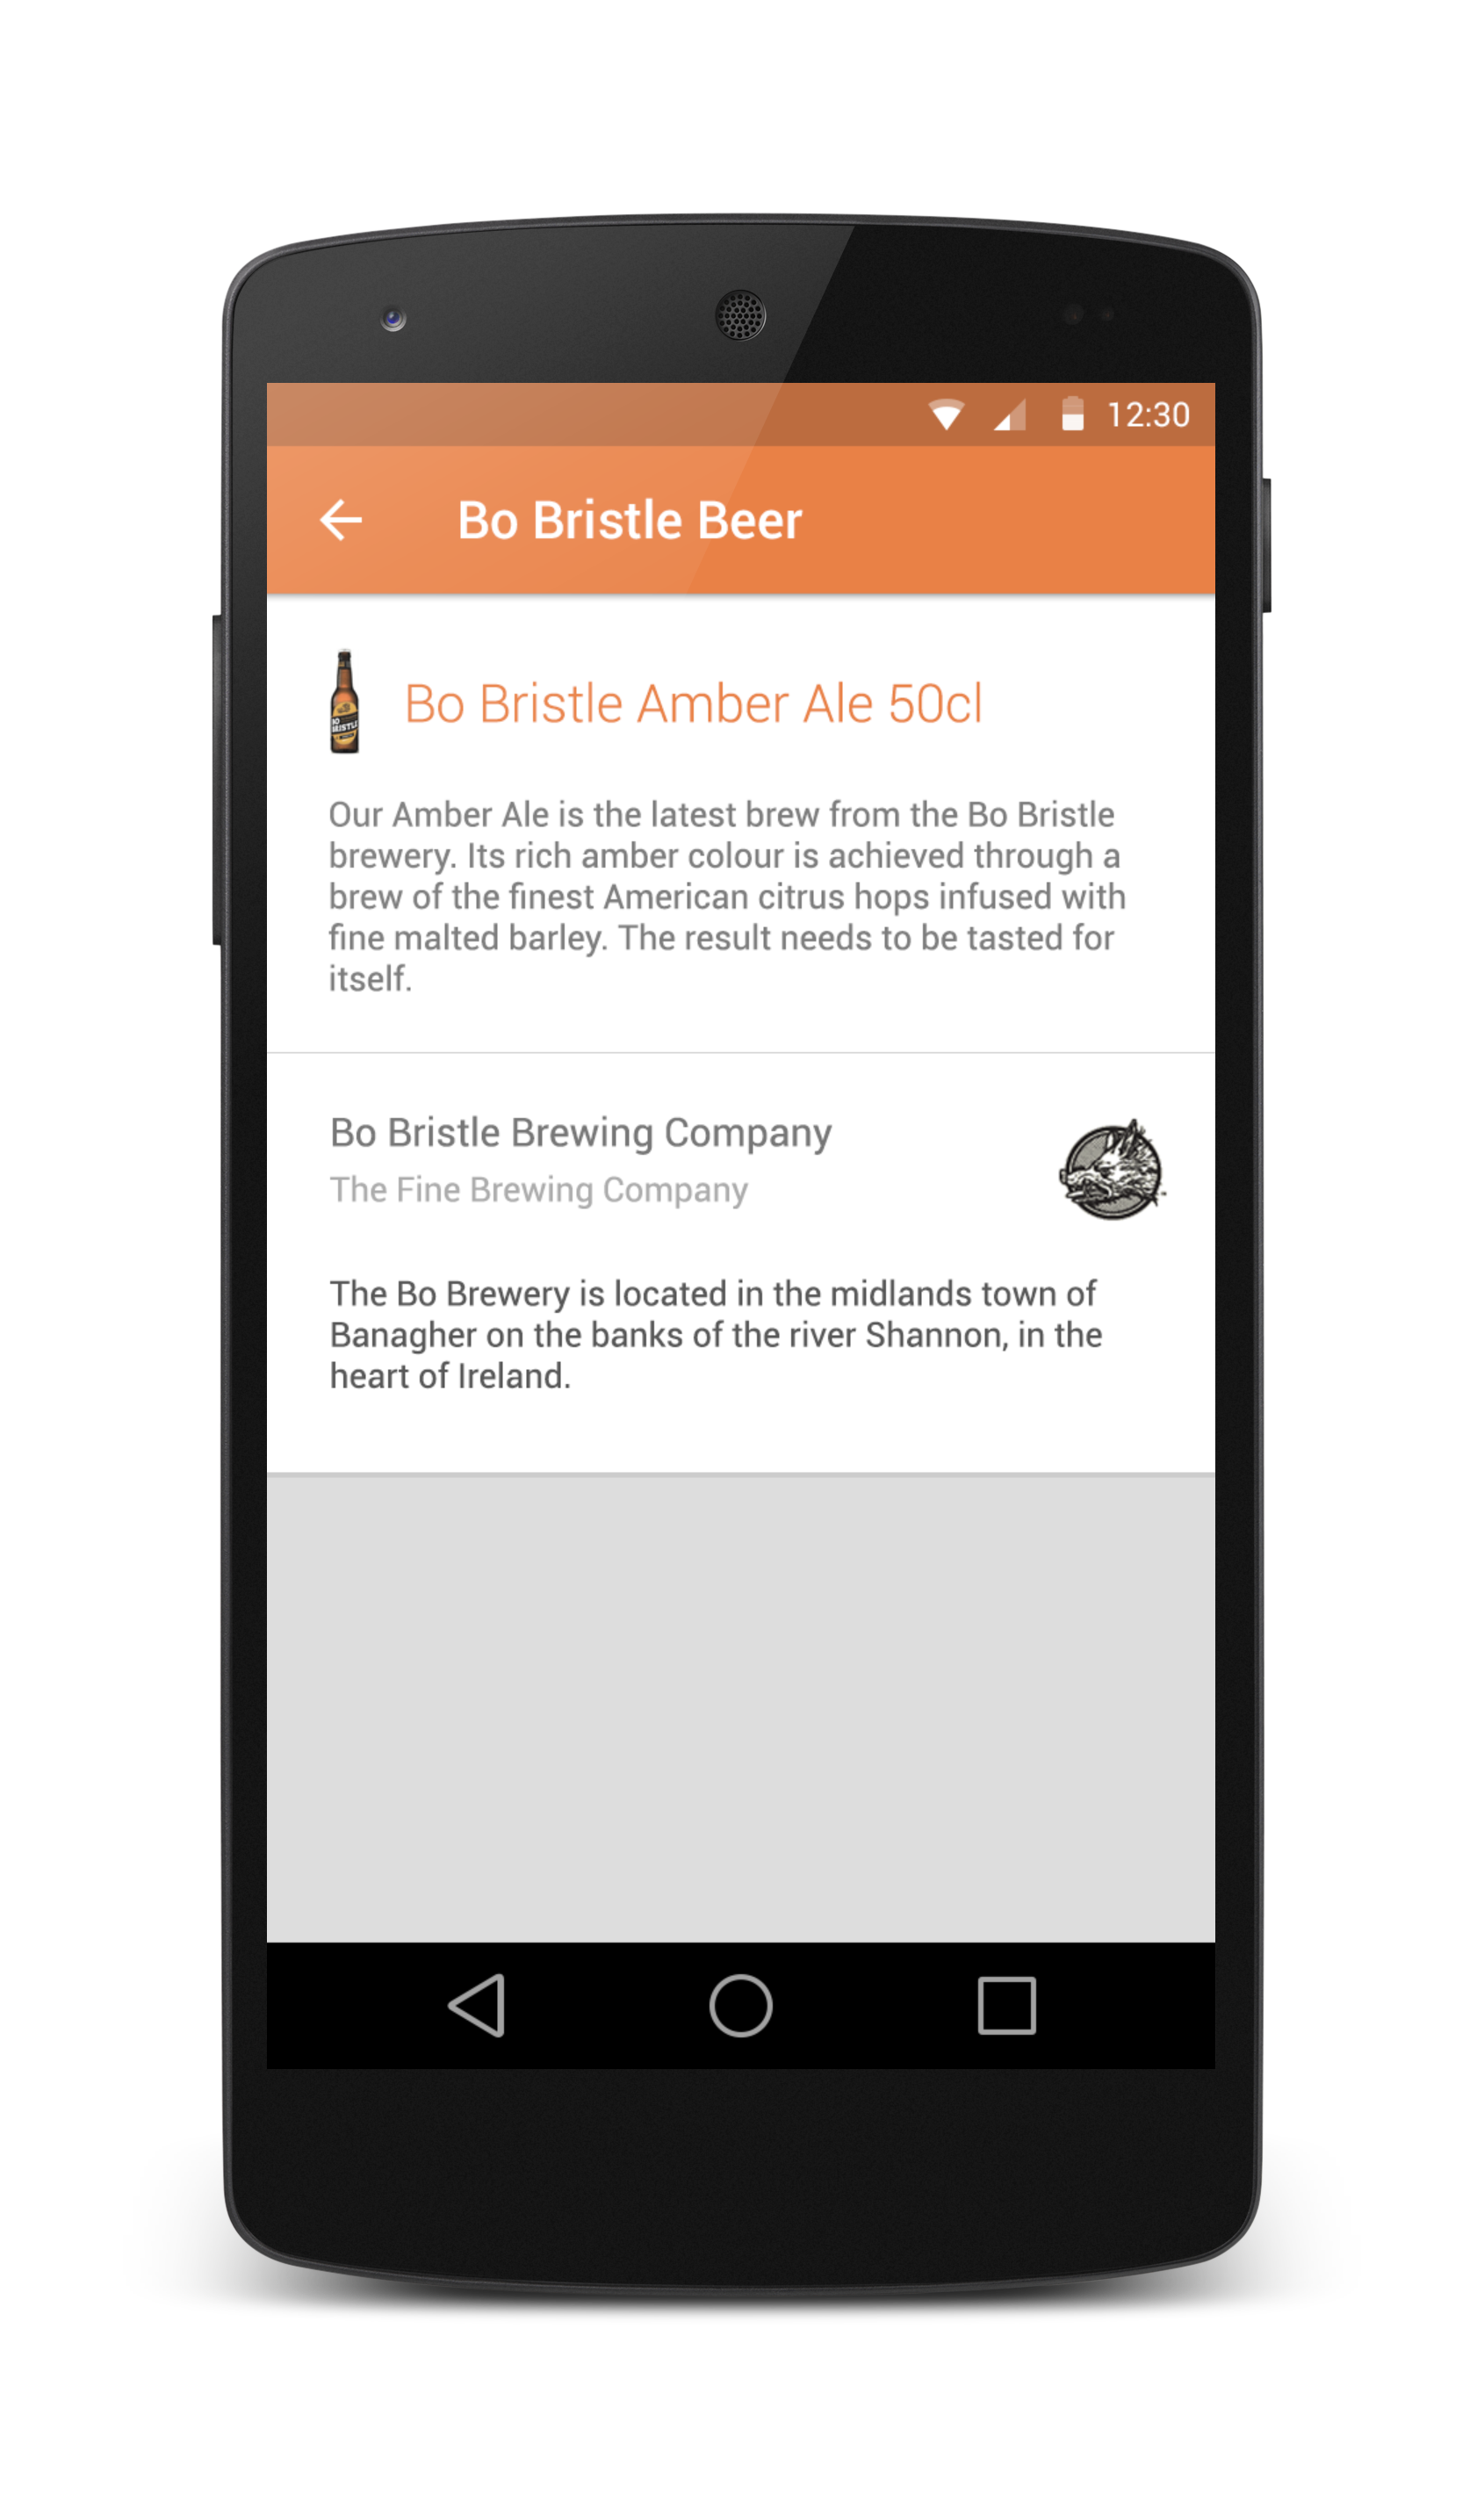 12:30
Bo Bristle Beer
BO
BRISTLE
Bo Bristle Amber Ale 50cl
Our Amber Ale is the latest brew from the Bo Bristle
brewery. Its rich amber colour is achieved through a
brew of the finest American citrus hops infused with
fine malted barley. The result needs to be tasted for
itself.
Bo Bristle Brewing Company
The Fine Brewing Company
The Bo Brewery is located in the midlands town of
Banagher on the banks of the river Shannon, in the
heart of Ireland.